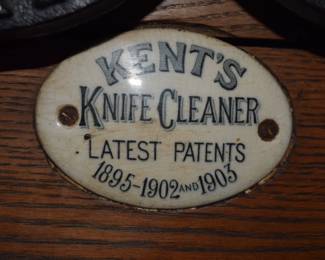 KENT'S
KNIFE CLEANER
LATEST PATENTS
1895-1902 AND 1903